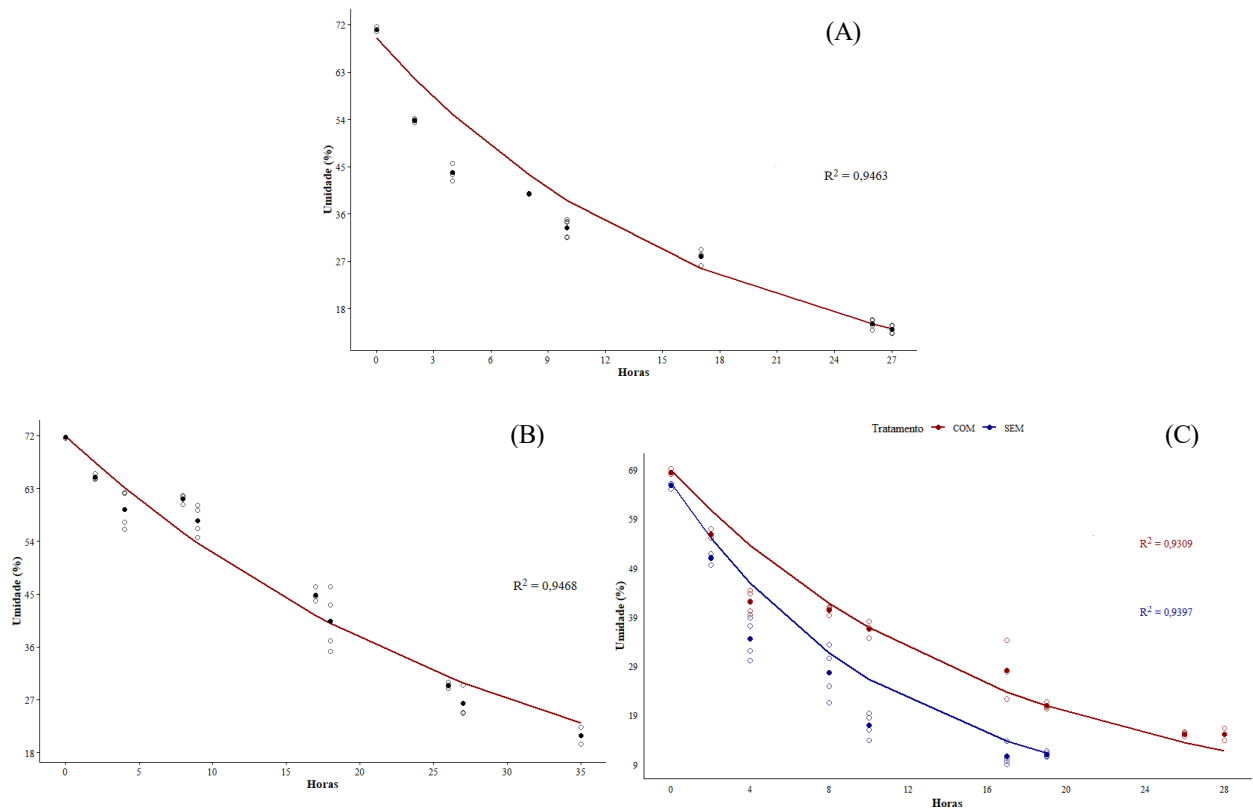 (A)
72
63
54
45
36
27
18
Umidade (%)
R² = 0,9463
0 3 6 9 12 15 18 21 24 27
Horas
(B)
72
63
54
45
36
27
18
Umidade (%)
R² = 0,9468
0 5 10 15 20 25 30 35
Horas
Tratamento COM SEM
(C)
69
59
49
39
29
19
9
Umidade (%)
R² = 0,9309
R² = 0,9397
0 4 8 12 16 20 24 28
Horas